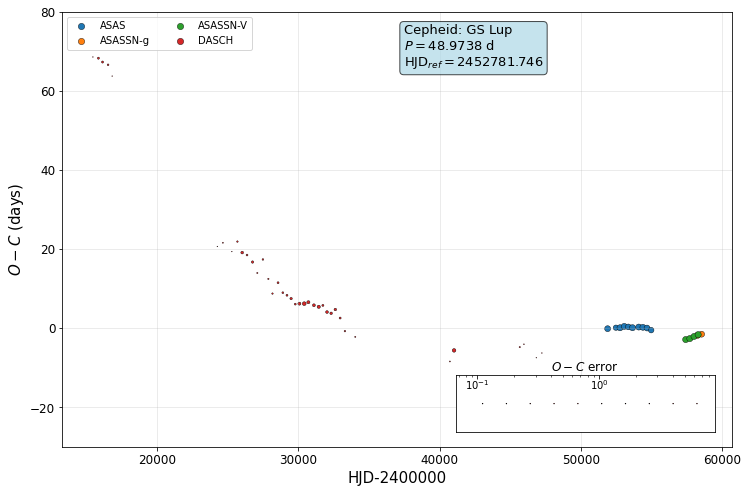 ASAS
ASASSN-g
ASASSN-V
DASCH
Cepheid: GS Lup
P = 48.9738 d
HJD_ref = 2452781.746
80
60
40
20
0
−20
O − C (days)
O − C error
10^−1
10^0
20000
30000
40000
50000
60000
HJD-2400000